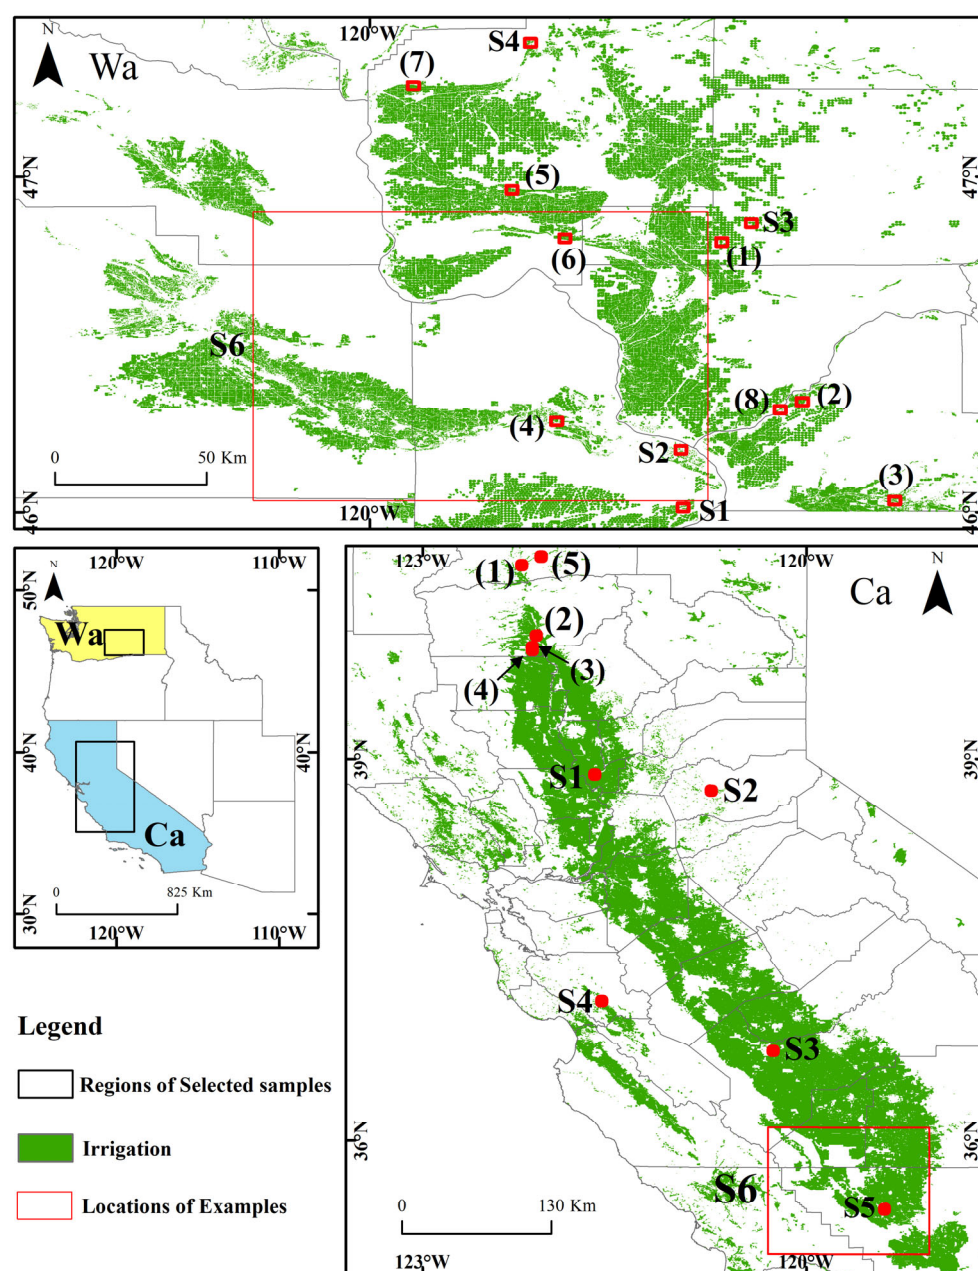 120°W
N
Wa
S4
(7)
47°N
47°N
(5)
S3
(1)
(6)
S6
(8)
(2)
(4)
S2
0
50 Km
(3)
S1
46°N
120°W
46°N
N
50°N
Wa
40°N
Ca
0
825 Km
30°N
120°W
110°W
Legend
Regions of Selected samples
Irrigation
Locations of Examples
123°W
120°W
N
Ca
(1)
(5)
(2)
(3)
(4)
39°N
39°N
S1
S2
S4
S3
36°N
36°N
S6
S5
0
130 Km
123°W
120°W